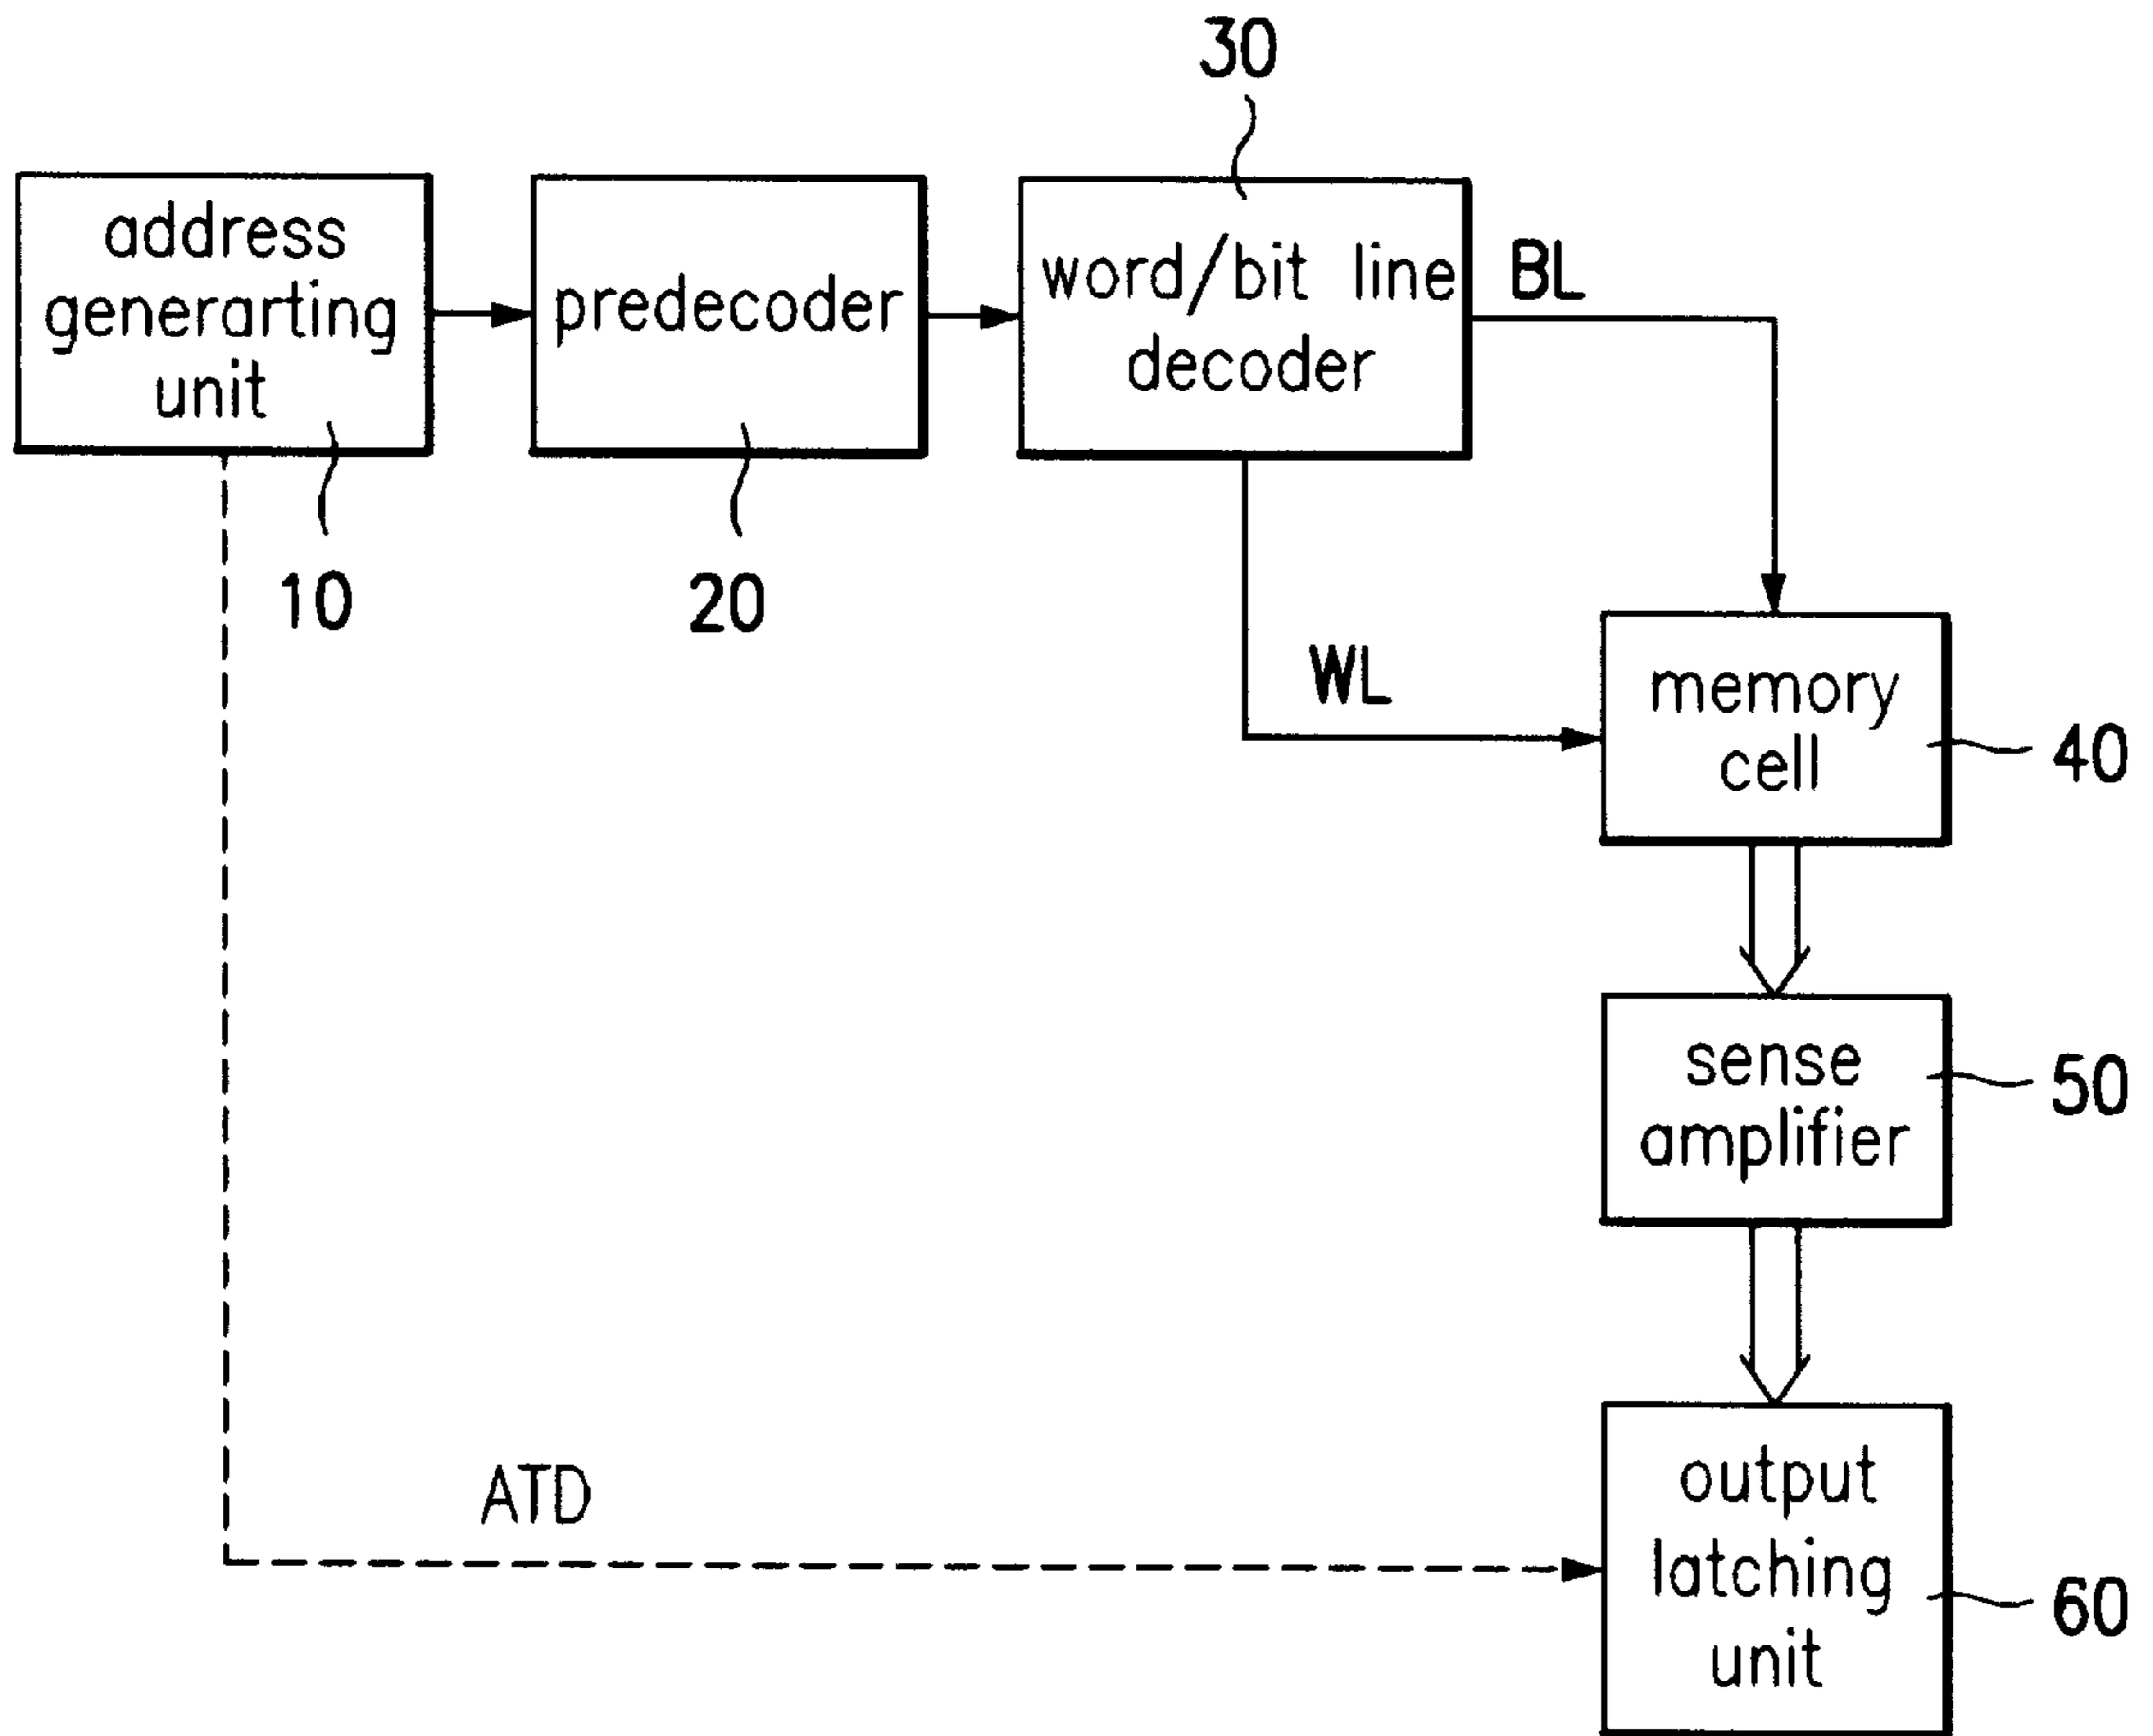 30
address
generarting
unit
10
predecoder
20
word/bit line
decoder
BL
WL
memory
cell
40
sense
amplifier
50
ATD
output
latching
unit
60